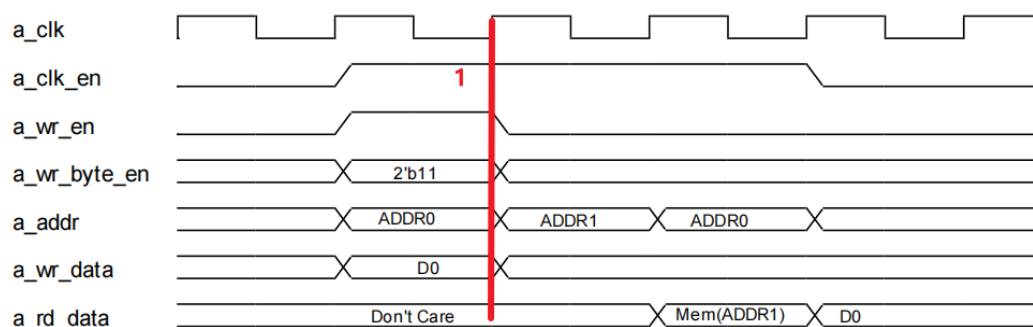 a_clk
a_clk_en 1
a_wr_en
a_wr_byte_en 2'b11
a_addr ADDR0 ADDR1 ADDR0
a_wr_data D0
a_rd_data Don't Care Mem(ADDR1) D0